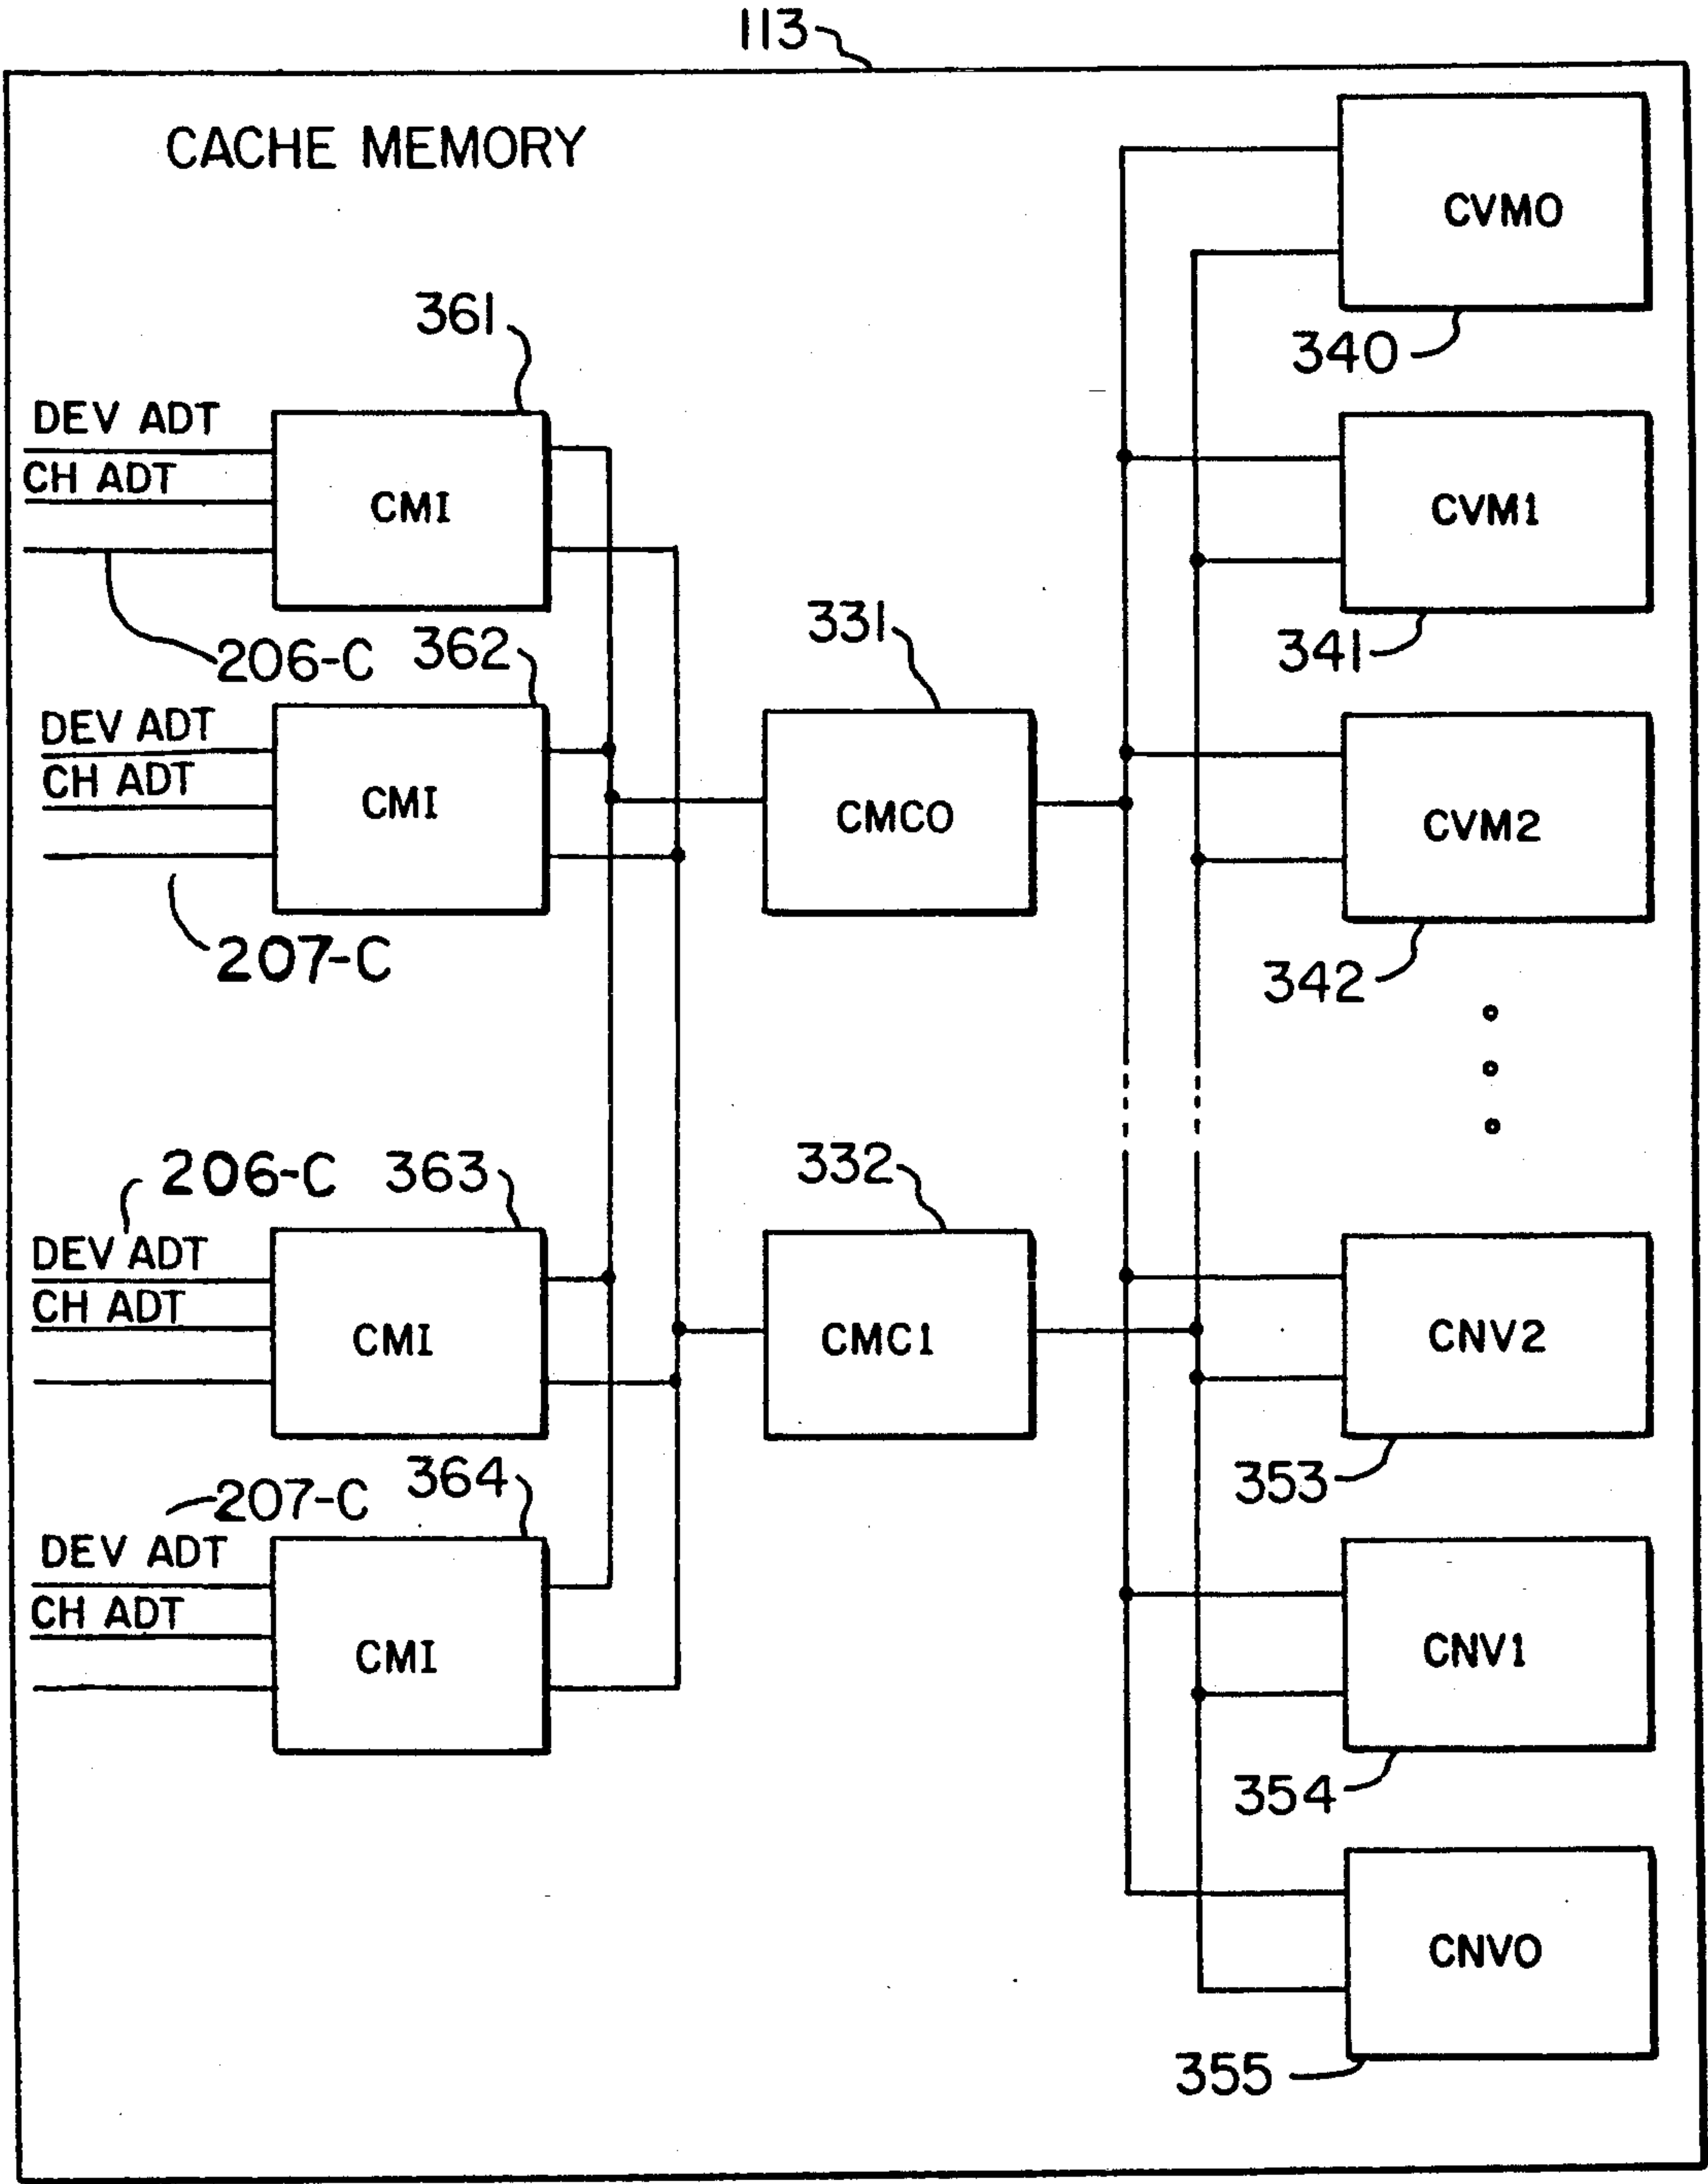 113
CACHE MEMORY
CVM0
340
361
DEV ADT
CH ADT
CMI
206-C
CVM1
341
362
DEV ADT
CH ADT
CMI
207-C
331
CMC0
CVM2
342
206-C
363
DEV ADT
CH ADT
CMI
332
CMC1
CNV2
353
207-C
364
DEV ADT
CH ADT
CMI
CNV1
354
CNV0
355